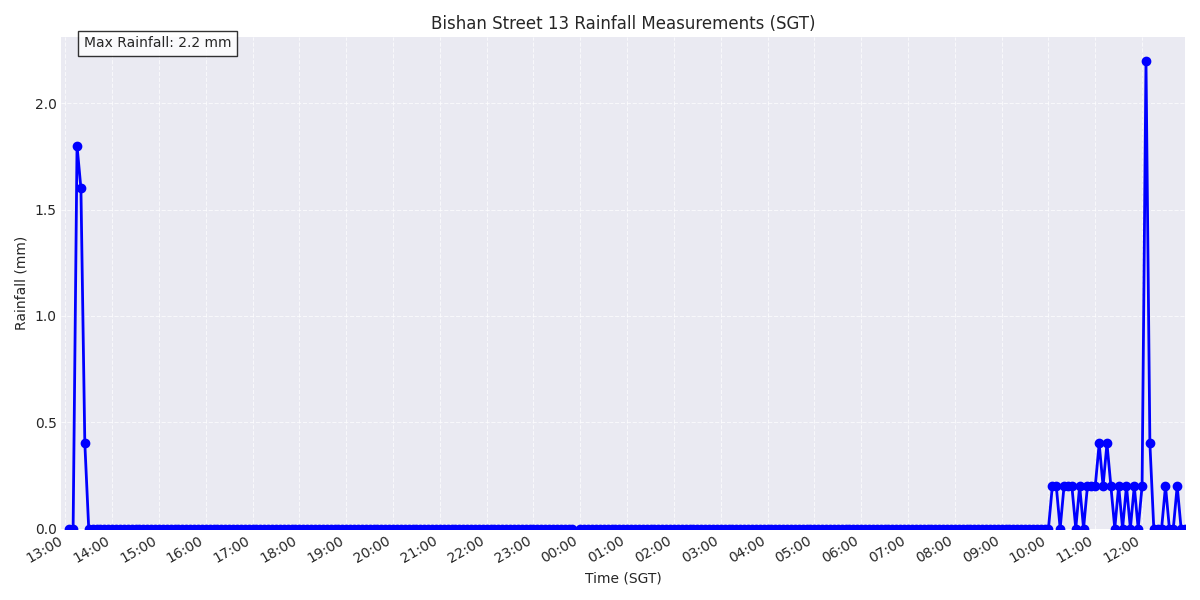 Bishan Street 13 Rainfall Measurements (SGT)
Max Rainfall: 2.2 mm
Rainfall (mm)
2.0
1.5
1.0
0.5
0.0
13:00 14:00 15:00 16:00 17:00 18:00 19:00 20:00 21:00 22:00 23:00 00:00 01:00 02:00 03:00 04:00 05:00 06:00 07:00 08:00 09:00 10:00 11:00 12:00
Time (SGT)